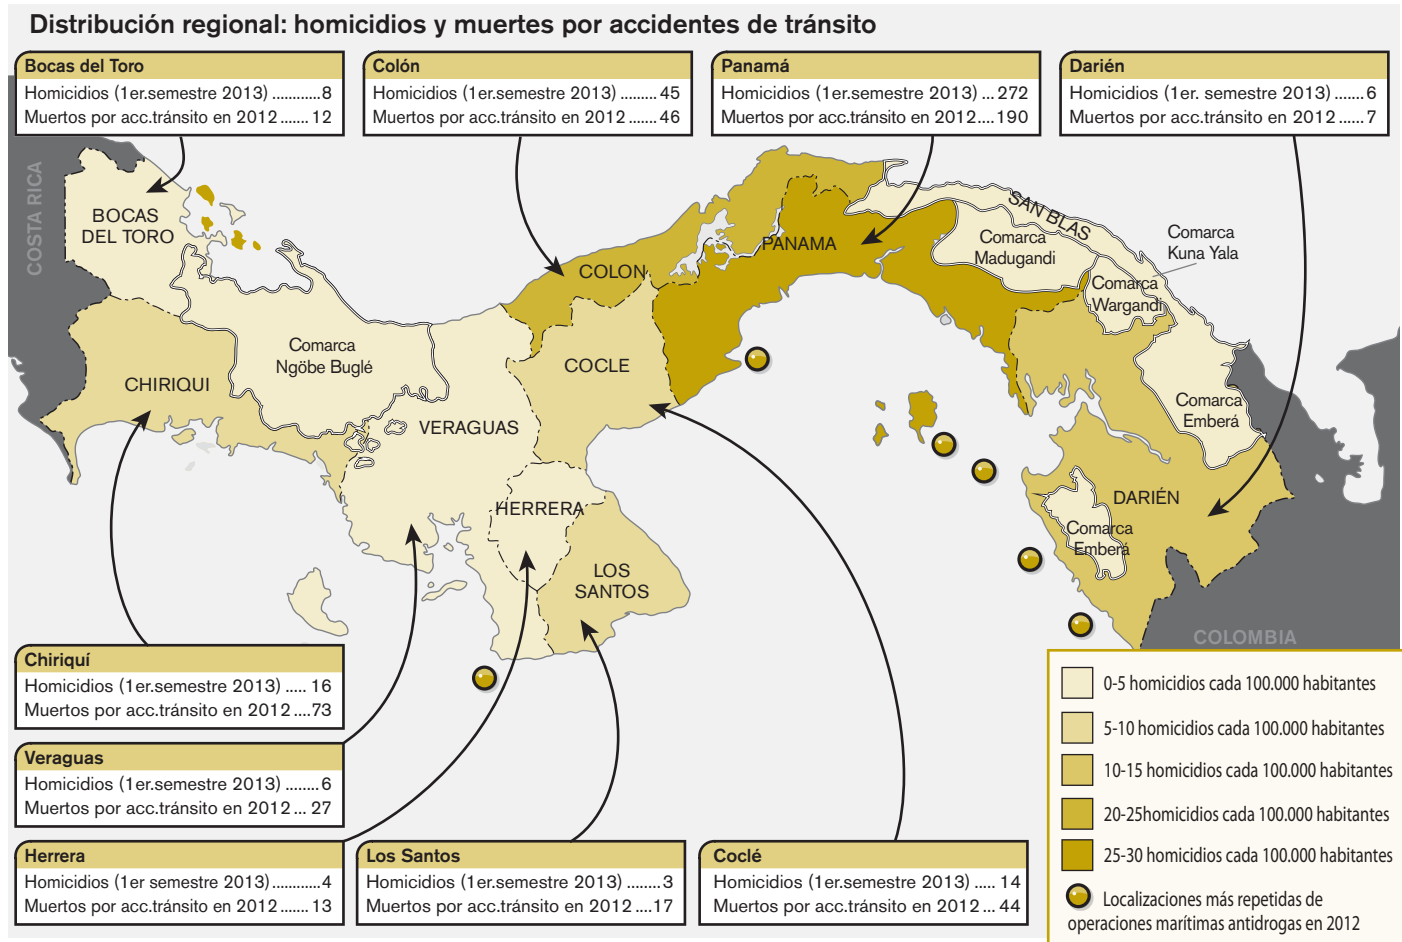 Distribución regional: homicidios y muertes por accidentes de tránsito
Bocas del Toro
Homicidios (1er.semestre 2013) ...........8
Muertos por acc.tránsito en 2012....... 12
Colón
Homicidios (1er.semestre 2013) ......... 45
Muertos por acc.tránsito en 2012 ...... 46
Panamá
Homicidios (1er.semestre 2013) ... 272
Muertos por acc.tránsito en 2012.... 190
Darién
Homicidios (1er. semestre 2013) ....... 6
Muertos por acc.tránsito en 2012 ......7
COSTA RICA
BOCAS
DEL TORO
COLON
PANAMA
SAN BLAS
Comarca
Madugandi
Comarca
Kuna Yala
Comarca
Wargandi
Comarca
Ngöbe Buglé
CHIRIQUI
COCLE
VERAGUAS
Comarca
Emberá
HERRERA
DARIÉN
Comarca
Emberá
LOS
SANTOS
COLOMBIA
Chiriquí
Homicidios (1er.semestre 2013) ..... 16
Muertos por acc.tránsito en 2012 ....73
Veraguas
Homicidios (1er.semestre 2013) ........6
Muertos por acc.tránsito en 2012 ... 27
Herrera
Homicidios (1er semestre 2013)............4
Muertos por acc.tránsito en 2012....... 13
Los Santos
Homicidios (1er.semestre 2013) ........3
Muertos por acc.tránsito en 2012 ....17
Coclé
Homicidios (1er.semestre 2013) ..... 14
Muertos por acc.tránsito en 2012 ... 44
0-5 homicidios cada 100.000 habitantes
5-10 homicidios cada 100.000 habitantes
10-15 homicidios cada 100.000 habitantes
20-25homicidios cada 100.000 habitantes
25-30 homicidios cada 100.000 habitantes
Localizaciones más repetidas de
operaciones marítimas antidrogas en 2012